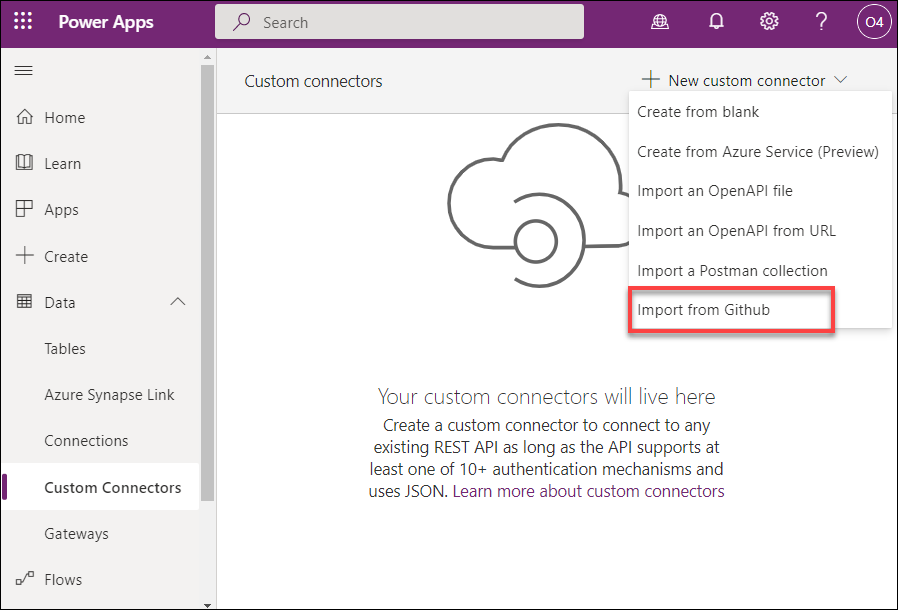 Power Apps
Search
?
O4
Home
Learn
Apps
Create
Data
Tables
Azure Synapse Link
Connections
Custom Connectors
Gateways
Flows
Custom connectors
New custom connector
Create from blank
Create from Azure Service (Preview)
Import an OpenAPI file
Import an OpenAPI from URL
Import a Postman collection
Import from Github
Your custom connectors will live here
Create a custom connector to connect to any
existing REST API as long as the API supports at
least one of 10+ authentication mechanisms and
uses JSON. Learn more about custom connectors